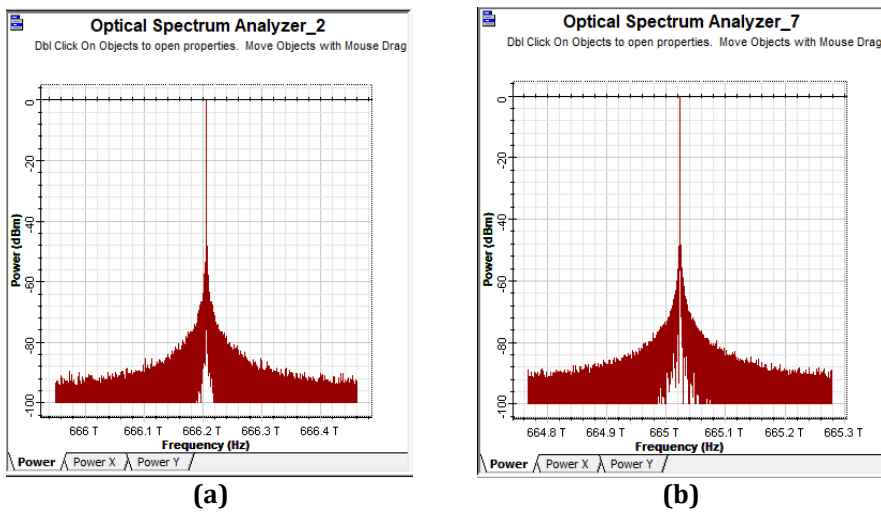 Optical Spectrum Analyzer_2
Dbl Click On Objects to open properties. Move Objects with Mouse Drag
Power (dBm)
0
-20
-40
-60
-80
-100
666 T 666.1 T 666.2 T 666.3 T 666.4 T
Frequency (Hz)
Power Power X Power Y
(a)
Optical Spectrum Analyzer_7
Dbl Click On Objects to open properties. Move Objects with Mouse Drag
Power (dBm)
0
-20
-40
-60
-80
-100
664.8 T 664.9 T 665 T 665.1 T 665.2 T 665.3 T
Frequency (Hz)
Power Power X Power Y
(b)